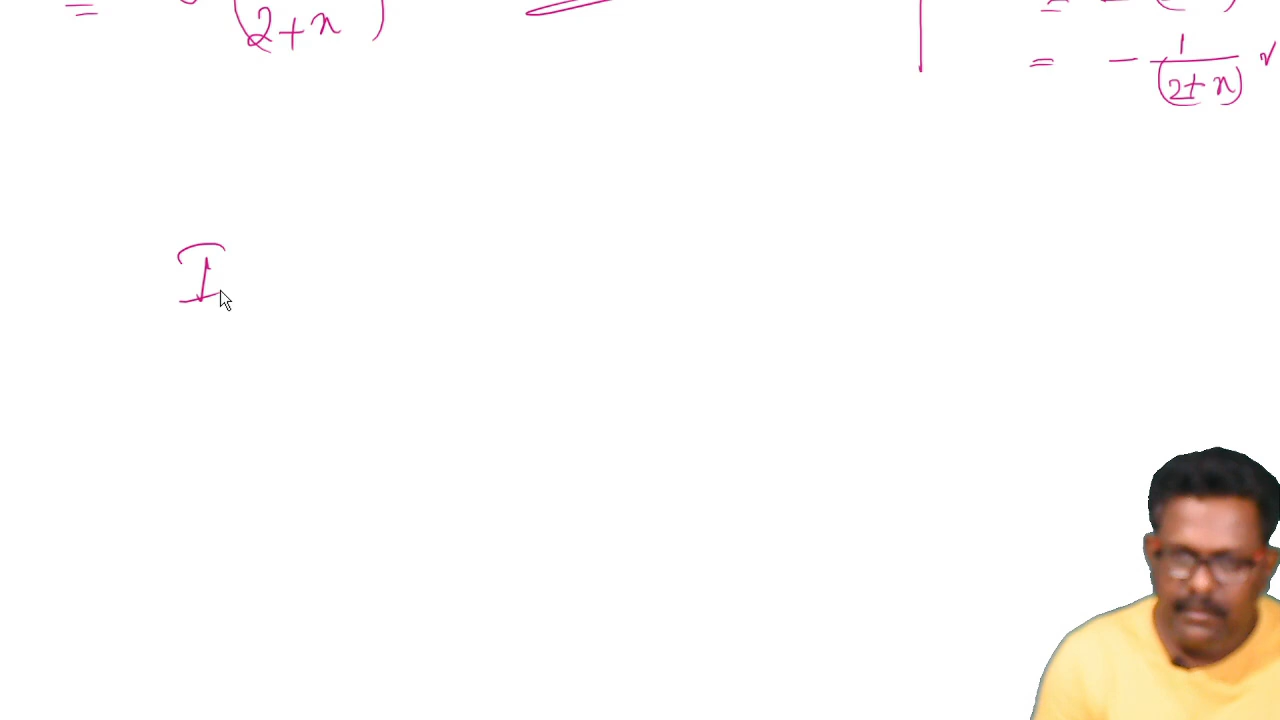 = (2+x)
= - 1/(2+x) ✓
I